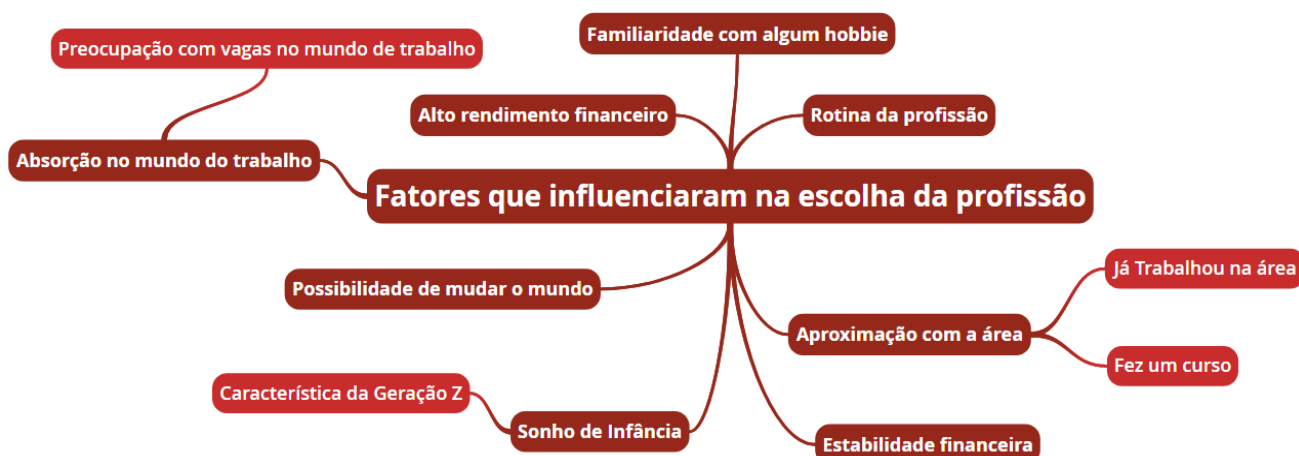 Familiaridade com algum hobbie
Preocupação com vagas no mundo de trabalho
Alto rendimento financeiro
Rotina da profissão
Absorção no mundo do trabalho
Fatores que influenciaram na escolha da profissão
Já Trabalhou na área
Possibilidade de mudar o mundo
Aproximação com a área
Fez um curso
Característica da Geração Z
Sonho de Infância
Estabilidade financeira